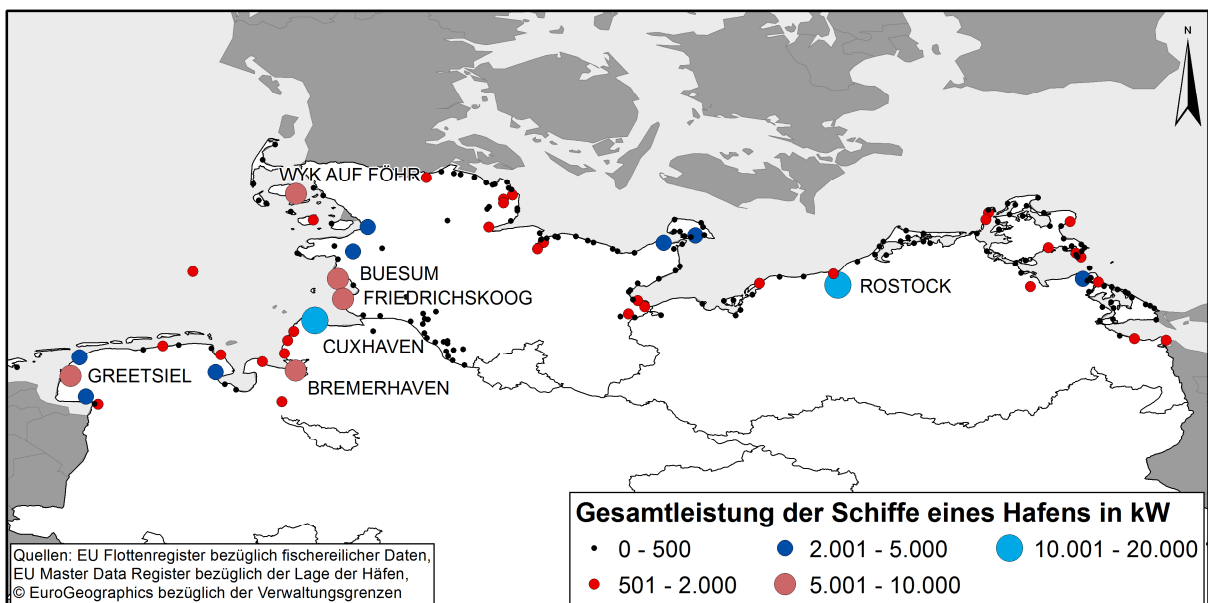 N
WYK AUF FÖHR
BUESUM
FRIEDRICHSKOOG
ROSTOCK
CUXHAVEN
GREETSIEL
BREMERHAVEN
Gesamtleistung der Schiffe eines Hafens in kW
0 - 500
2.001 - 5.000
10.001 - 20.000
501 - 2.000
5.001 - 10.000
Quellen: EU Flottenregister bezüglich fischereilicher Daten,
EU Master Data Register bezüglich der Lage der Häfen,
© EuroGeographics bezüglich der Verwaltungsgrenzen